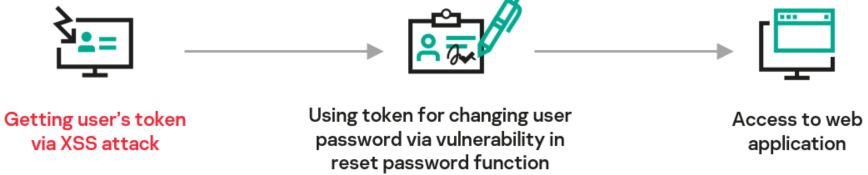 Getting user's token
via XSS attack
Using token for changing user
password via vulnerability in
reset password function
Access to web
application